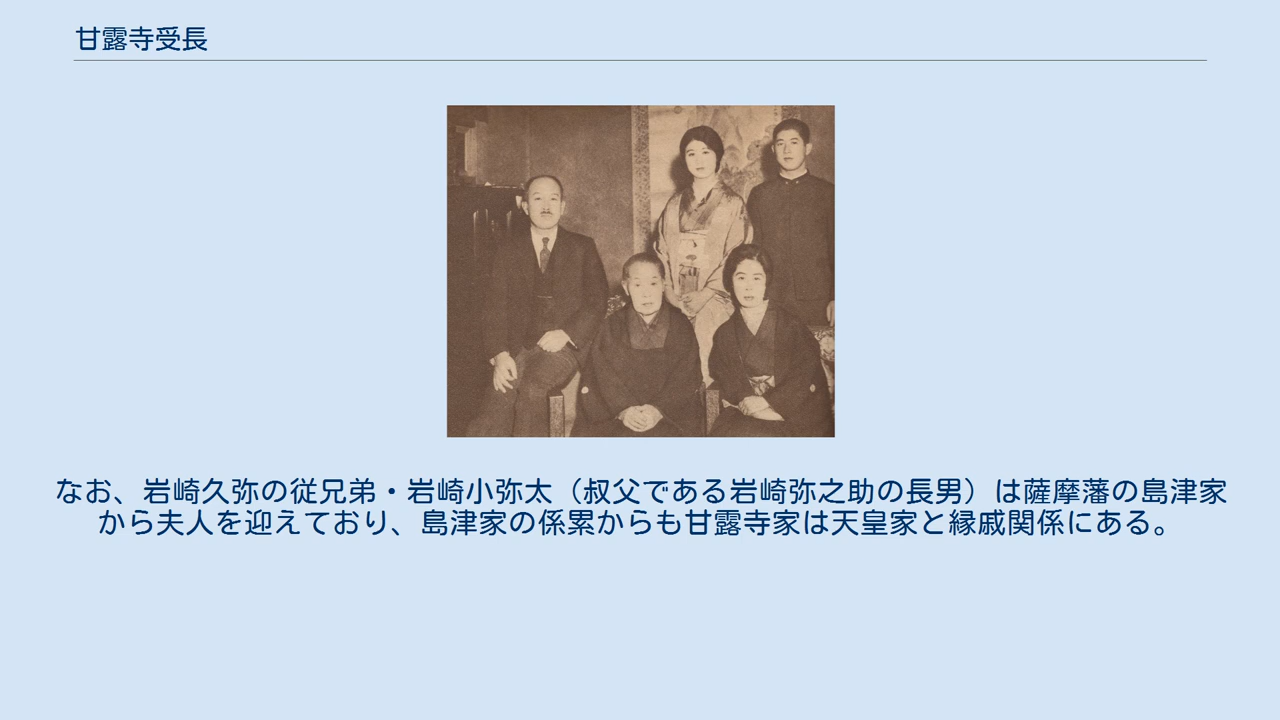 甘露寺受長
なお、岩崎久弥の従兄弟・岩崎小弥太（叔父である岩崎弥之助の長男）は薩摩藩の島津家
から夫人を迎えており、島津家の係累からも甘露寺家は天皇家と縁戚関係にある。